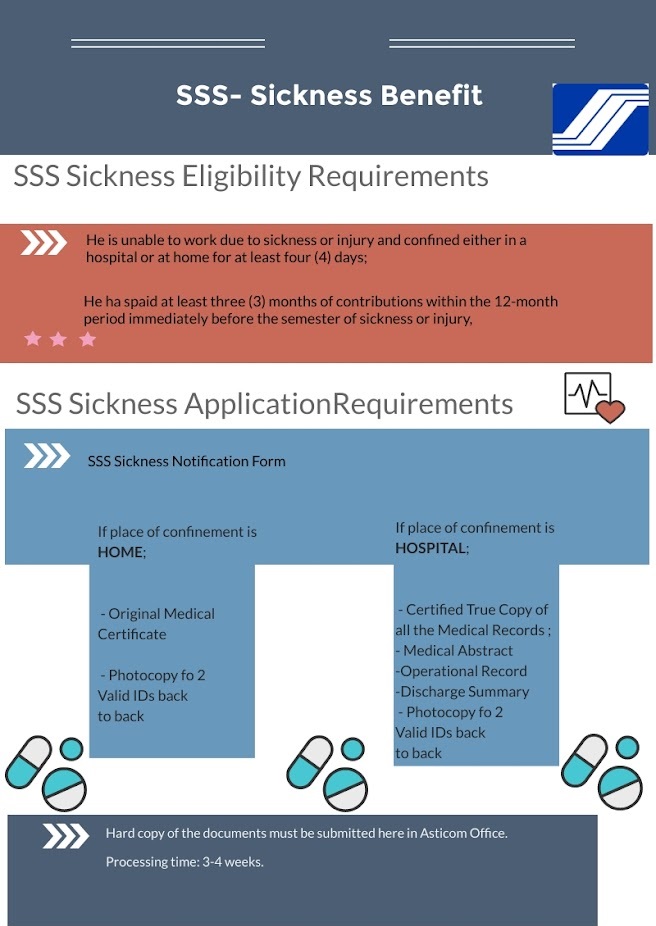 SSS- Sickness Benefit
SSS Sickness Eligibility Requirements
He is unable to work due to sickness or injury and confined either in a
hospital or at home for at least four (4) days;
He ha spaid at least three (3) months of contributions within the 12-month
period immediately before the semester of sickness or injury,
SSS Sickness ApplicationRequirements
SSS Sickness Notification Form
If place of confinement is
HOME;
- Original Medical
Certificate
- Photocopy fo 2
Valid IDs back
to back
If place of confinement is
HOSPITAL;
- Certified True Copy of
all the Medical Records ;
- Medical Abstract
-Operational Record
-Discharge Summary
- Photocopy fo 2
Valid IDs back
to back
Hard copy of the documents must be submitted here in Asticom Office.
Processing time: 3-4 weeks.